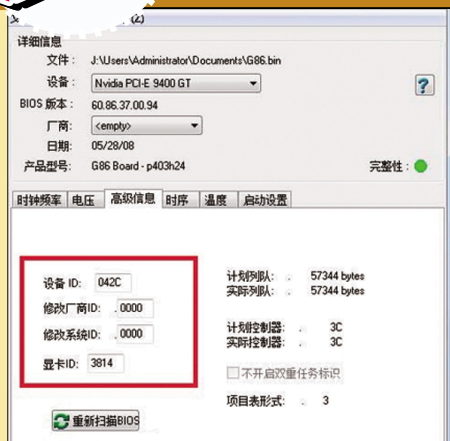 (2)
详细信息
文件： J:\Users\Administrator\Documents\G86.bin
设备： Nvidia PCI-E 9400 GT
BIOS 版本： 60.86.37.00.94
厂商： <empty>
日期： 05/28/08
产品型号： G86 Board - p403h24 完整性：
时钟频率 电压 高级信息 时序 温度 启动设置
设备 ID: 042C 计划列队: . 57344 bytes
实际列队: . 57344 bytes
修改厂商ID: .0000
修改系统ID: .0000 计划控制器: . 3C
实际控制器: . 3C
显卡ID: 3814
不开启双重任务标识
项目表形式: . 3
重新扫描BIOS